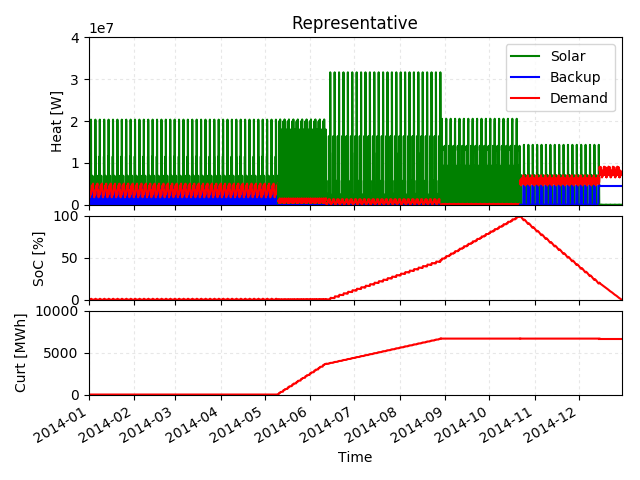 Representative
1e7
4
3
2
1
0
Heat [W]
Solar
Backup
Demand
100
50
0
SoC [%]
10000
5000
0
Curt [MWh]
2014-01
2014-02
2014-03
2014-04
2014-05
2014-06
2014-07
2014-08
2014-09
2014-10
2014-11
2014-12
Time